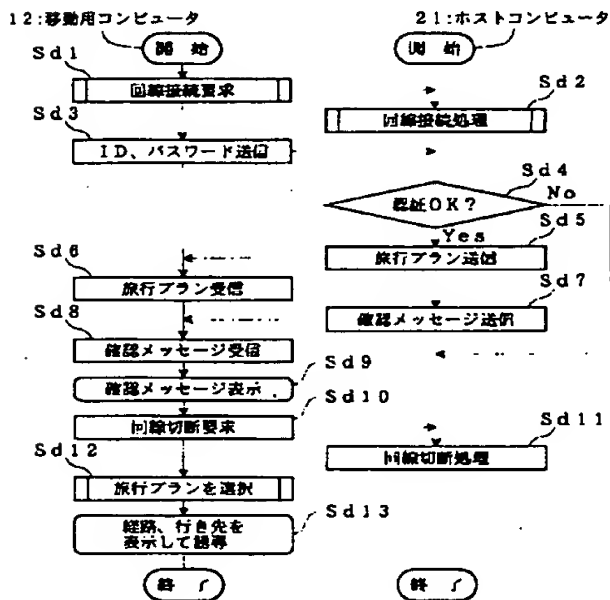 12:移動用コンピュータ
21:ホストコンピュータ
開 始
開 始
Sd1
回線接続要求
Sd2
回線接続処理
Sd3
ID、パスワード送信
Sd4
認証OK?
No
Yes
Sd5
旅行プラン送信
Sd6
旅行プラン受信
Sd7
確認メッセージ送信
Sd8
確認メッセージ受信
Sd9
確認メッセージ表示
Sd10
回線切断要求
Sd11
回線切断処理
Sd12
旅行プランを選択
Sd13
経路、行き先を
表示して誘導
終 了
終 了